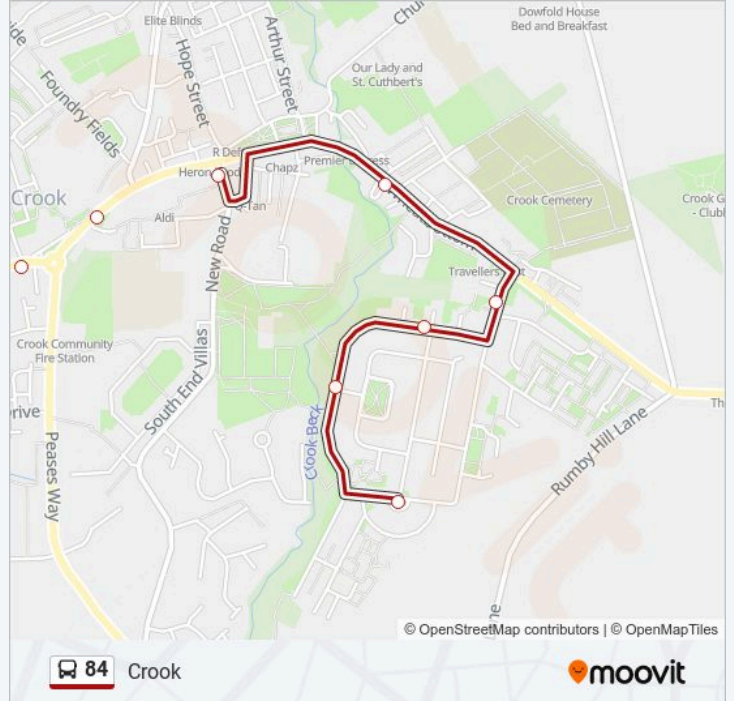 Dowfold House
Bed and Breakfast
Elite Blinds
Hope Street
Arthur Street
Our Lady and
St. Cuthbert's
Foundry Fields
Premier
Chapz
Crook
Aldi
New Road
Crook Cemetery
Crook G
- Clubl
Travellers
Crook Community
Fire Station
South End Villas
Peases Way
Crook Beck
Rumby Hill Lane
Th
© OpenStreetMap contributors | © OpenMapTiles
84 Crook
moovit